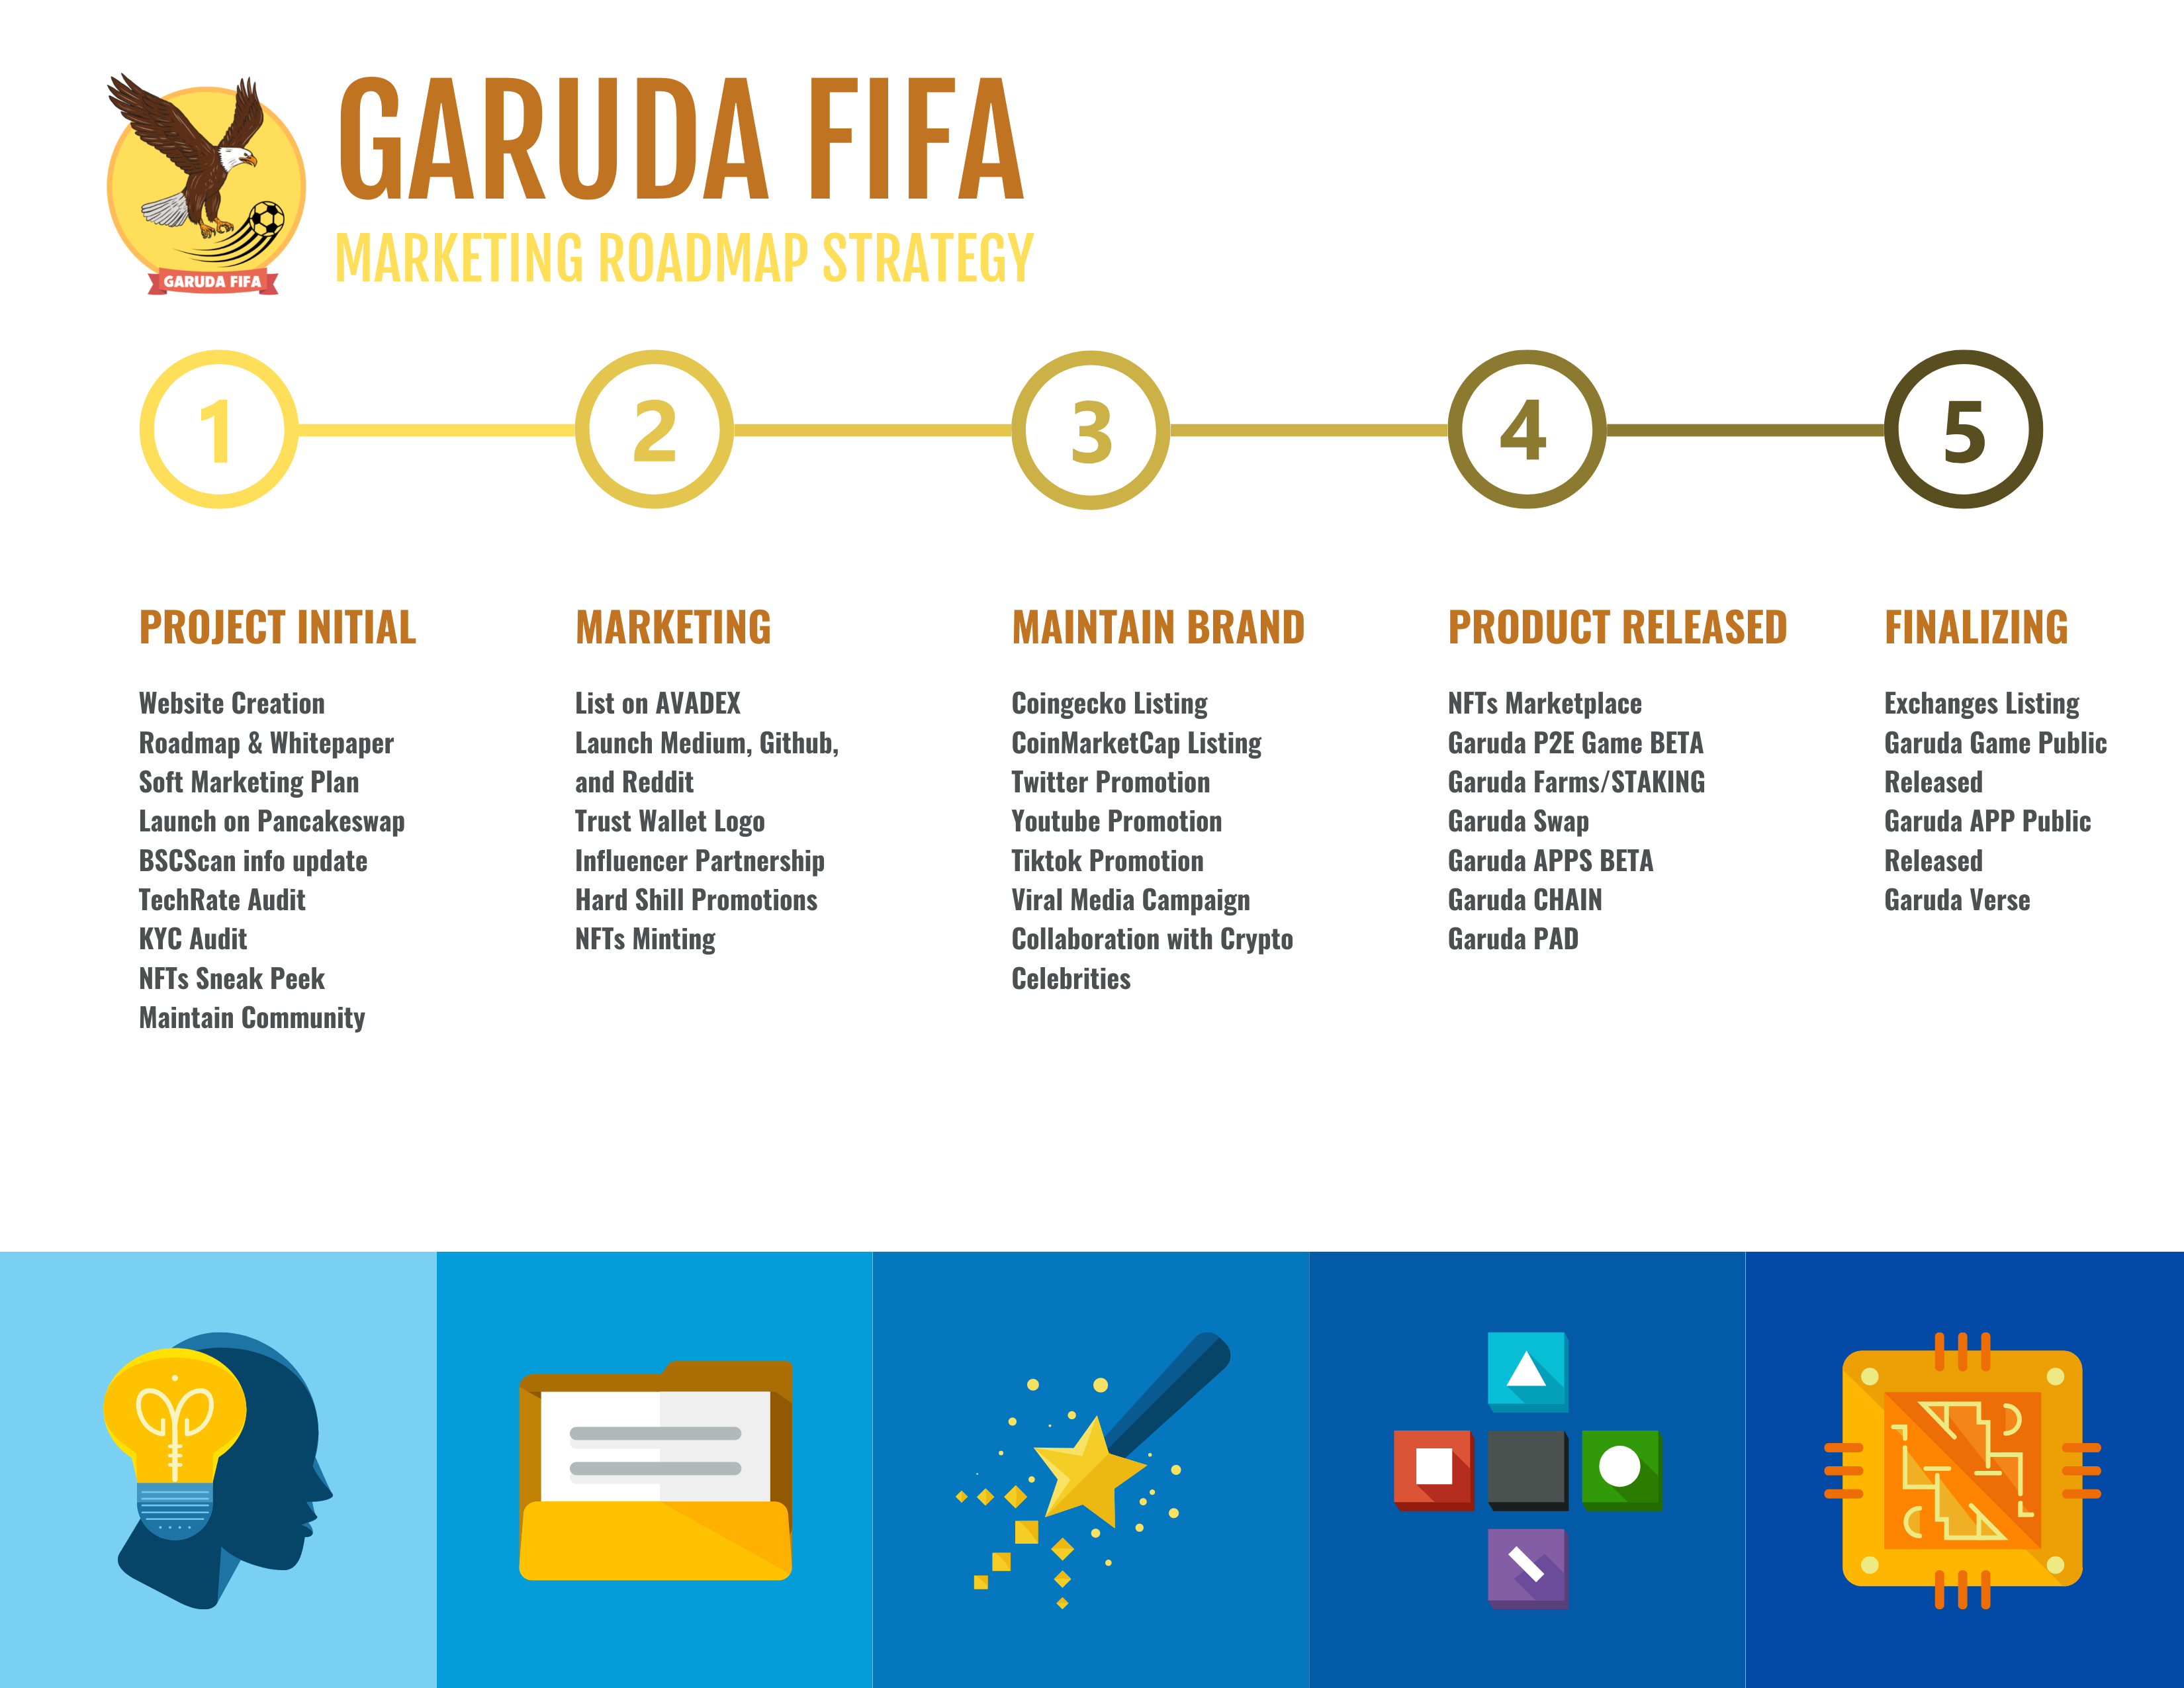 GARUDA FIFA
MARKETING ROADMAP STRATEGY
GARUDA FIFA
1
2
3
4
5
PROJECT INITIAL
Website Creation
Roadmap & Whitepaper
Soft Marketing Plan
Launch on Pancakeswap
BSCScan info update
TechRate Audit
KYC Audit
NFTs Sneak Peek
Maintain Community
MARKETING
List on AVADEX
Launch Medium, Github,
and Reddit
Trust Wallet Logo
Influencer Partnership
Hard Shill Promotions
NFTs Minting
MAINTAIN BRAND
Coingecko Listing
CoinMarketCap Listing
Twitter Promotion
Youtube Promotion
Tiktok Promotion
Viral Media Campaign
Collaboration with Crypto
Celebrities
PRODUCT RELEASED
NFTs Marketplace
Garuda P2E Game BETA
Garuda Farms/STAKING
Garuda Swap
Garuda APPS BETA
Garuda CHAIN
Garuda PAD
FINALIZING
Exchanges Listing
Garuda Game Public
Released
Garuda APP Public
Released
Garuda Verse